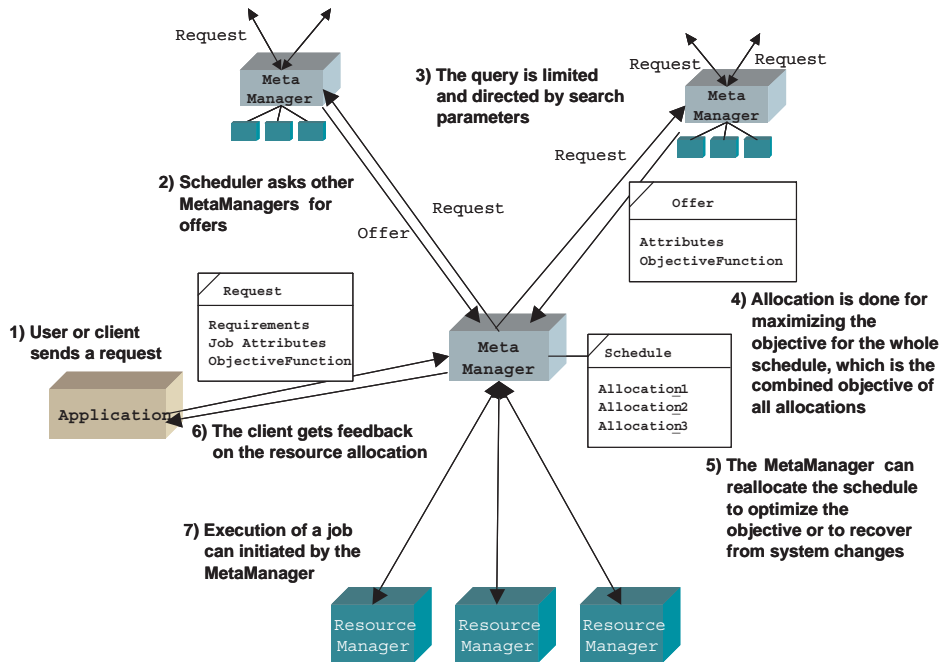 Request
Meta
Manager
3) The query is limited
and directed by search
parameters
Request
Request
Meta
Manager
2) Scheduler asks other
MetaManagers for
offers
Request
Offer
Request
Offer
Attributes
ObjectiveFunction
Request
Requirements
Job Attributes
ObjectiveFunction
1) User or client
sends a request
Application
Meta
Manager
Schedule
Allocation_1
Allocation_2
Allocation_3
4) Allocation is done for
maximizing the
objective for the whole
schedule, which is the
combined objective of
all allocations
6) The client gets feedback
on the resource allocation
5) The MetaManager can
reallocate the schedule
to optimize the
objective or to recover
from system changes
7) Execution of a job
can initiated by the
MetaManager
Resource
Manager
Resource
Manager
Resource
Manager